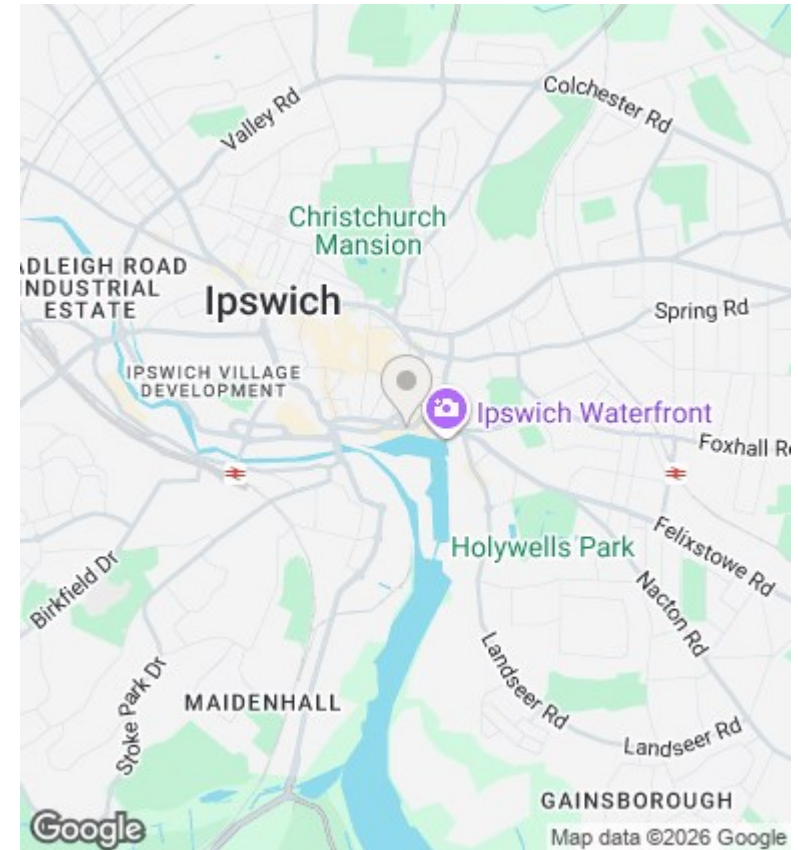 Colchester Rd
Valley Rd
Christchurch
Mansion
ADLEIGH ROAD
INDUSTRIAL
ESTATE
Ipswich
Spring Rd
IPSWICH VILLAGE
DEVELOPMENT
Ipswich Waterfront
Foxhall R
Holywells Park
Felixstowe Rd
Birkfield Dr
Nacton Rd
Stoke Park Dr
MAIDENHALL
Landseer Rd
Landseer Rd
GAINSBOROUGH
Google
Map data ©2026 Google